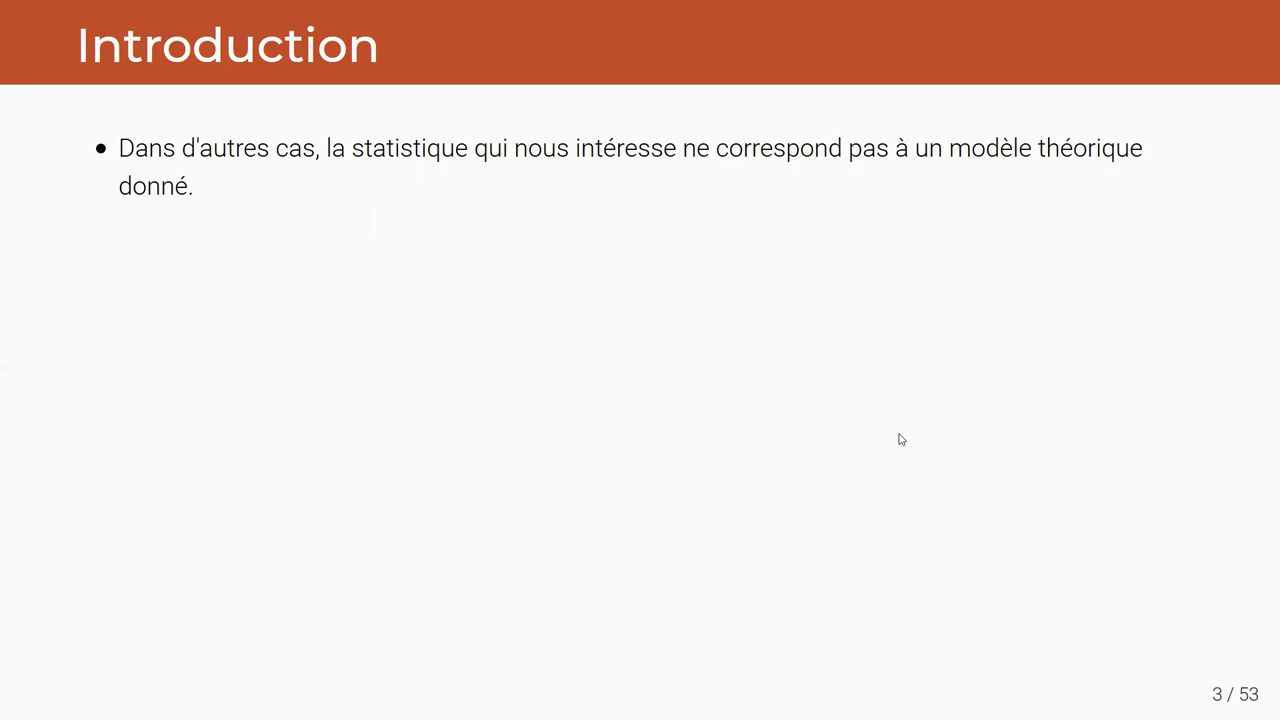 Introduction
• Dans d'autres cas, la statistique qui nous intéresse ne correspond pas à un modèle théorique
donné.
3 / 53